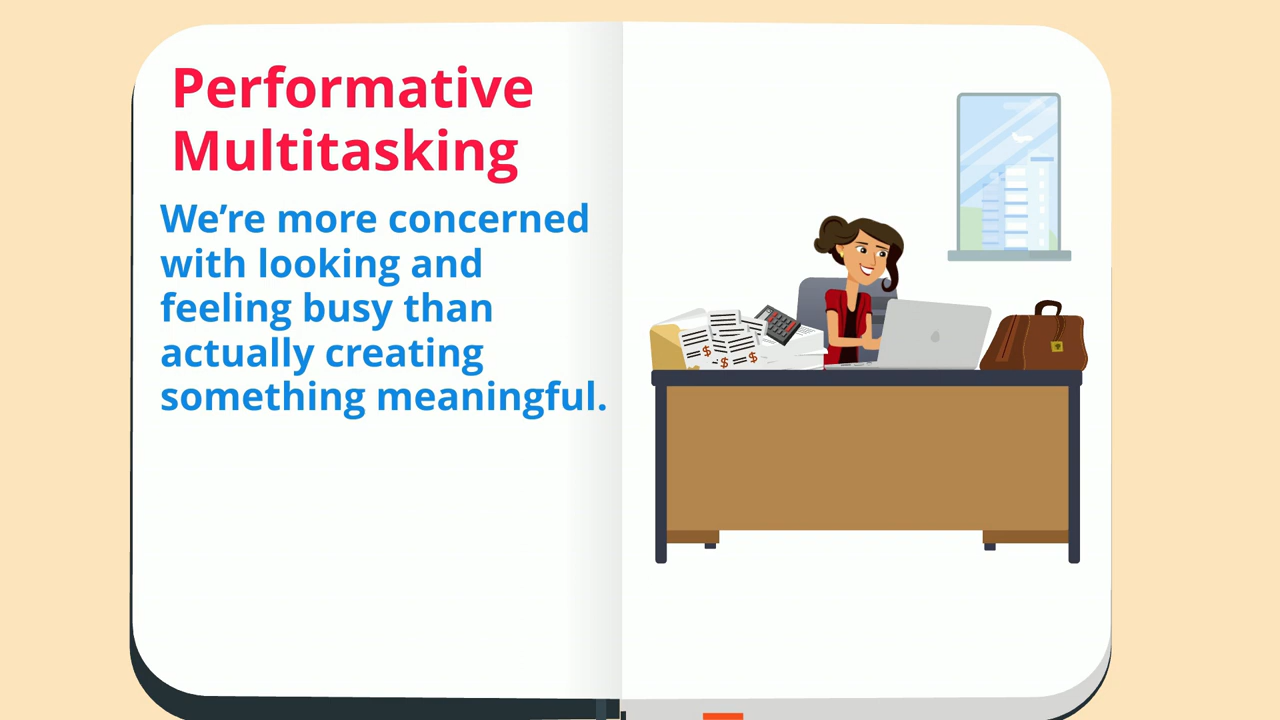 Performative
Multitasking
We’re more concerned
with looking and
feeling busy than
actually creating
something meaningful.
$
$
$